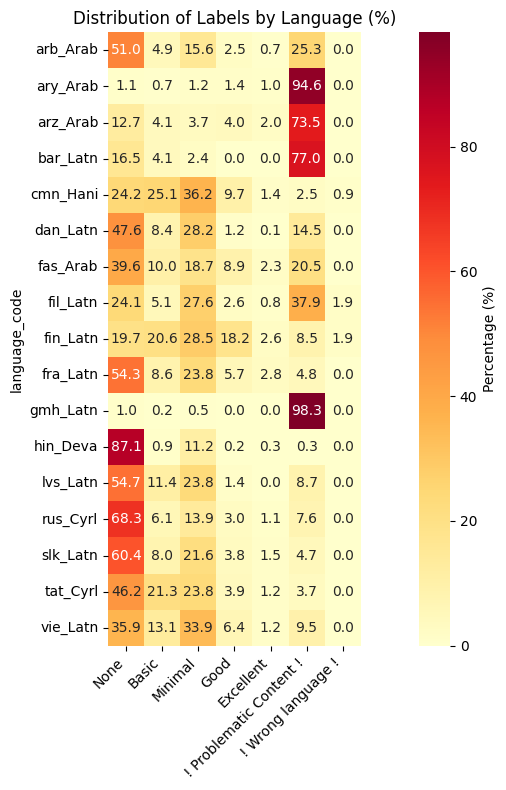 Distribution of Labels by Language (%)
language_code
arb_Arab 51.0 4.9 15.6 2.5 0.7 25.3 0.0
ary_Arab 1.1 0.7 1.2 1.4 1.0 94.6 0.0
arz_Arab 12.7 4.1 3.7 4.0 2.0 73.5 0.0
bar_Latn 16.5 4.1 2.4 0.0 0.0 77.0 0.0
cmn_Hani 24.2 25.1 36.2 9.7 1.4 2.5 0.9
dan_Latn 47.6 8.4 28.2 1.2 0.1 14.5 0.0
fas_Arab 39.6 10.0 18.7 8.9 2.3 20.5 0.0
fil_Latn 24.1 5.1 27.6 2.6 0.8 37.9 1.9
fin_Latn 19.7 20.6 28.5 18.2 2.6 8.5 1.9
fra_Latn 54.3 8.6 23.8 5.7 2.8 4.8 0.0
gmh_Latn 1.0 0.2 0.5 0.0 0.0 98.3 0.0
hin_Deva 87.1 0.9 11.2 0.2 0.3 0.3 0.0
lvs_Latn 54.7 11.4 23.8 1.4 0.0 8.7 0.0
rus_Cyrl 68.3 6.1 13.9 3.0 1.1 7.6 0.0
slk_Latn 60.4 8.0 21.6 3.8 1.5 4.7 0.0
tat_Cyrl 46.2 21.3 23.8 3.9 1.2 3.7 0.0
vie_Latn 35.9 13.1 33.9 6.4 1.2 9.5 0.0
None
Basic
Minimal
Good
Excellent
! Problematic Content !
! Wrong language !
80
60
40
20
0
Percentage (%)